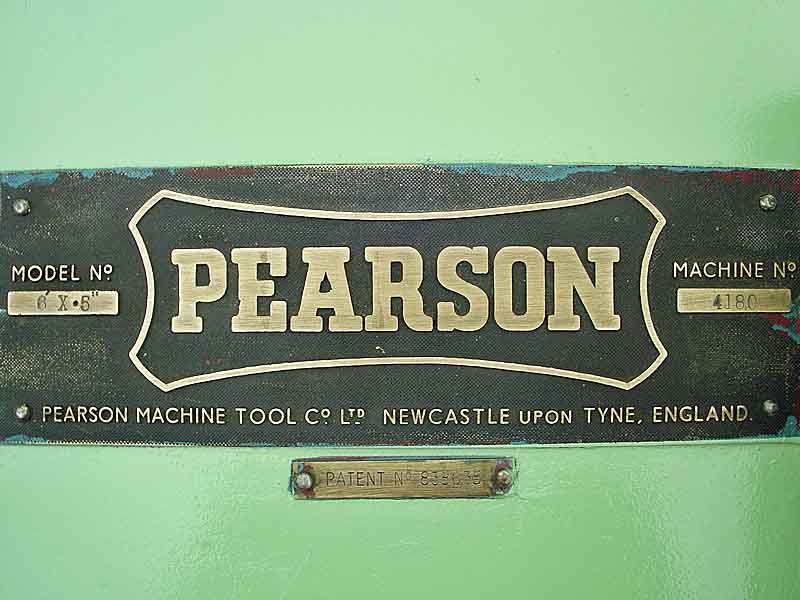 PEARSON
MODEL Nº
6' X .5"
MACHINE Nº
4180
PEARSON MACHINE TOOL Cº LTD NEWCASTLE UPON TYNE, ENGLAND.
PATENT Nº